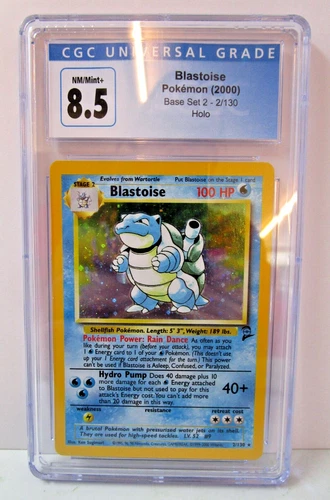 CGC UNIVERSAL GRADE
NM/Mint+
8.5
Blastoise
Pokémon (2000)
Base Set 2 - 2/130
Holo
Evolves from Wartortle
Put Blastoise on the Stage 1 card
STAGE 2
Blastoise
100 HP
Shellfish Pokémon. Length: 5' 3", Weight: 189 lbs.
Pokémon Power: Rain Dance As often as you
like during your turn (before your attack), you may attach
1 Energy card to 1 of your Pokémon. (This doesn't use
up your 1 Energy card attachment for the turn.) This
power can't be used if Blastoise is Asleep, Confused, or Paralyzed.
Hydro Pump Does 40 damage plus
10 more damage for each Energy attached
to Blastoise but not used to pay for this
attack's Energy cost. You can't add more
than 20 damage in this way.
40+
weakness
resistance
retreat cost
A brutal Pokémon with pressurized water jets on its shell.
They are used for high-speed tackles. LV. 52 #9
2/130